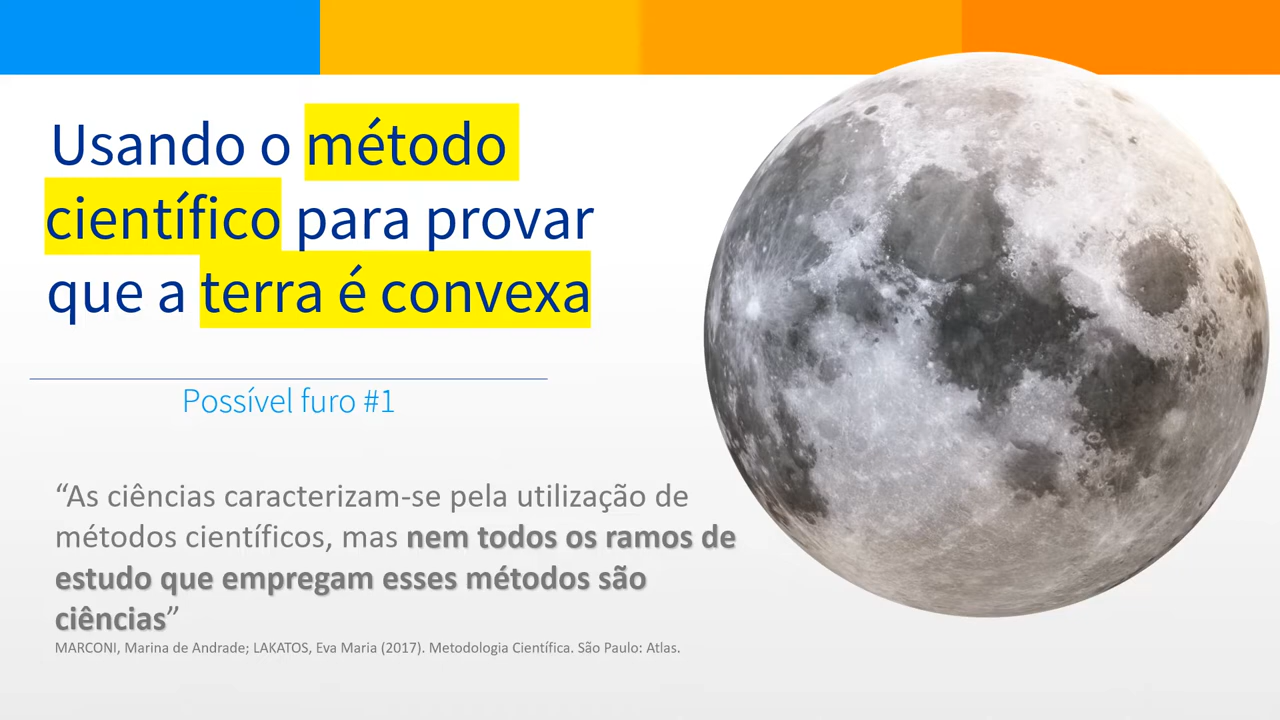 Usando o método
científico para provar
que a terra é convexa
Possível furo #1
“As ciências caracterizam-se pela utilização de
métodos científicos, mas nem todos os ramos de
estudo que empregam esses métodos são
ciências”
MARCONI, Marina de Andrade; LAKATOS, Eva Maria (2017). Metodologia Científica. São Paulo: Atlas.